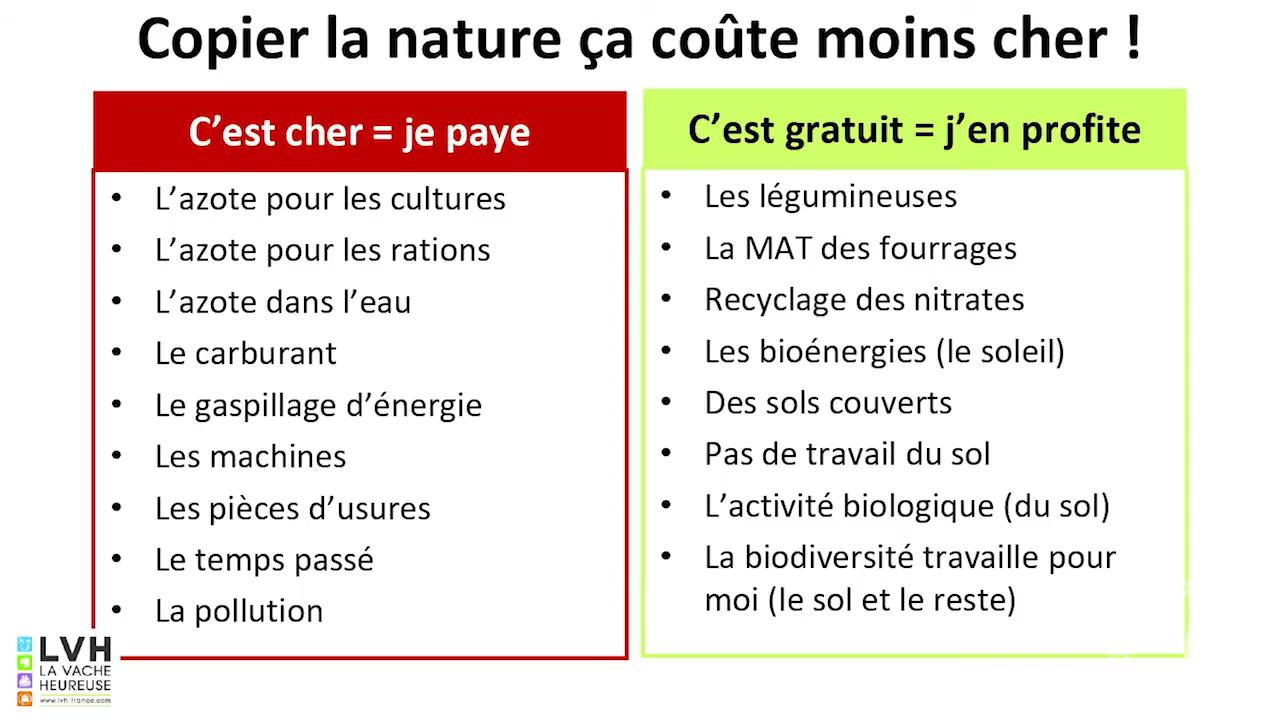 Copier la nature ça coûte moins cher !
C’est cher = je paye
• L’azote pour les cultures
• L’azote pour les rations
• L’azote dans l’eau
• Le carburant
• Le gaspillage d’énergie
• Les machines
• Les pièces d’usures
• Le temps passé
• La pollution
C’est gratuit = j’en profite
• Les légumineuses
• La MAT des fourrages
• Recyclage des nitrates
• Les bioénergies (le soleil)
• Des sols couverts
• Pas de travail du sol
• L’activité biologique (du sol)
• La biodiversité travaille pour
moi (le sol et le reste)
LVH
LA VACHE
HEUREUSE
www.lvh-france.com